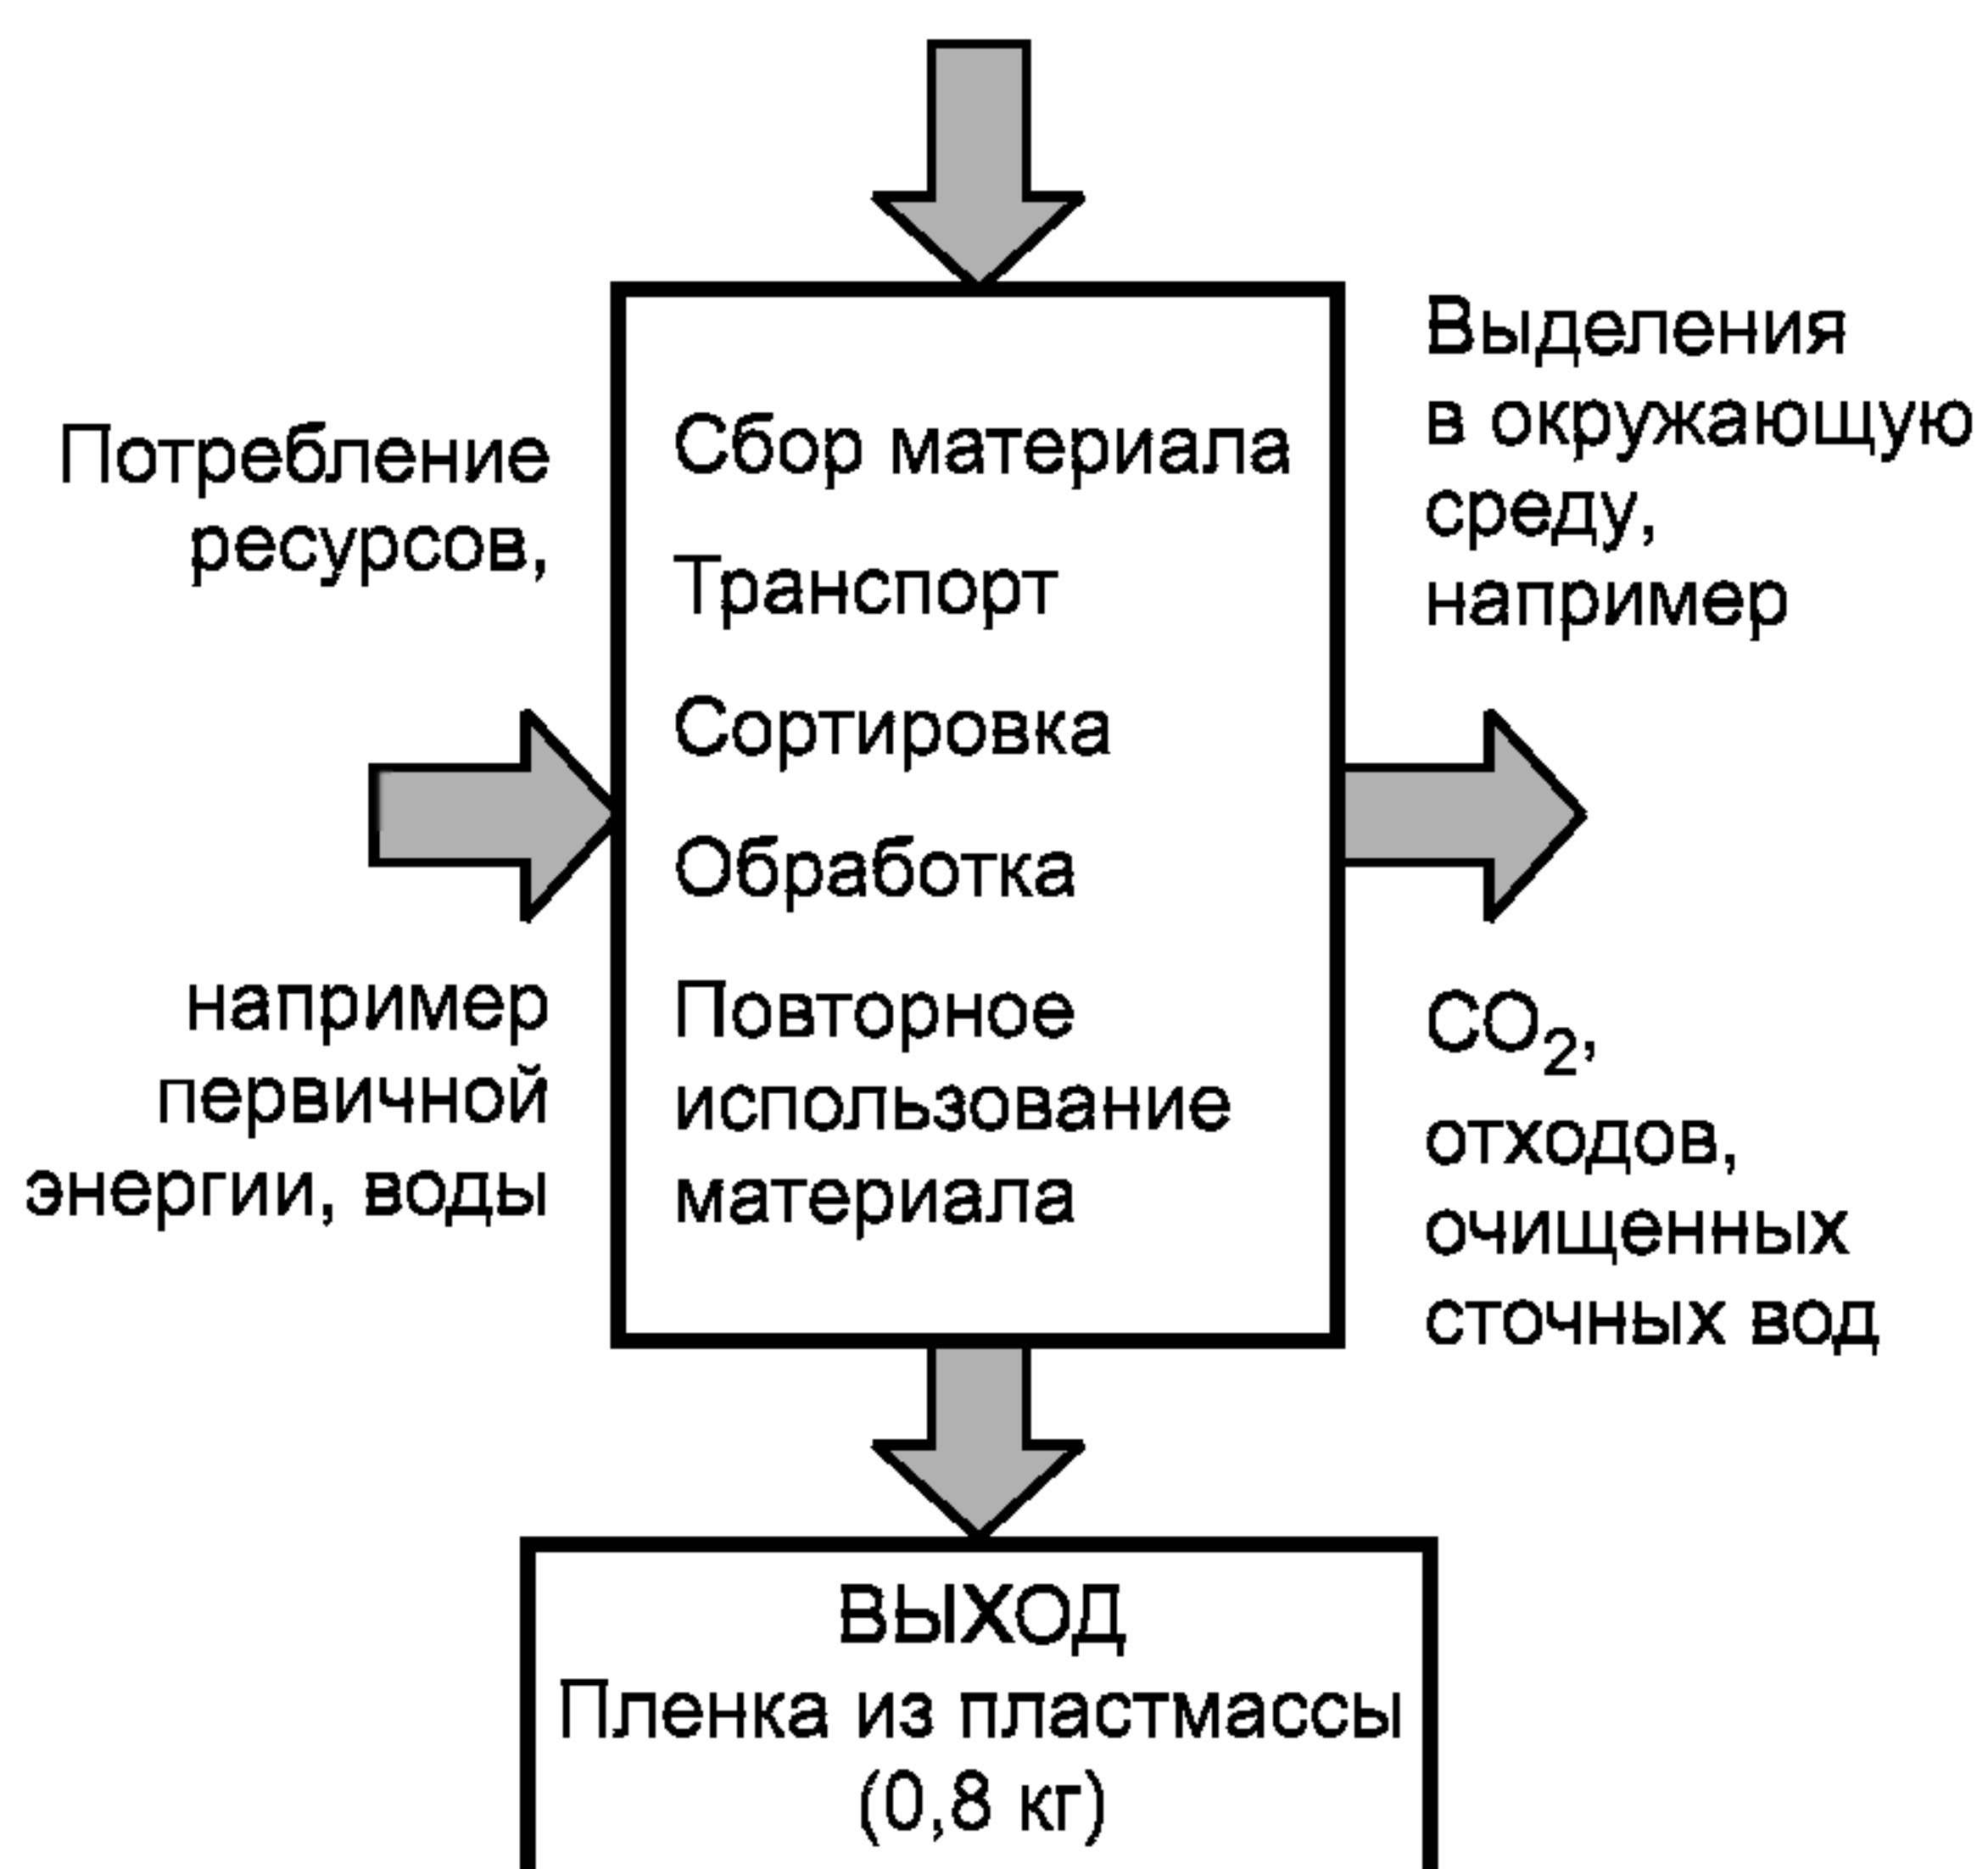 Потребление
ресурсов,
например
первичной
энергии, воды
Сбор материала
Транспорт
Сортировка
Обработка
Повторное
использование
материала
Выделения
в окружающую
среду,
например
CO₂,
отходов,
очищенных
сточных вод
ВЫХОД
Пленка из пластмассы
(0,8 кг)